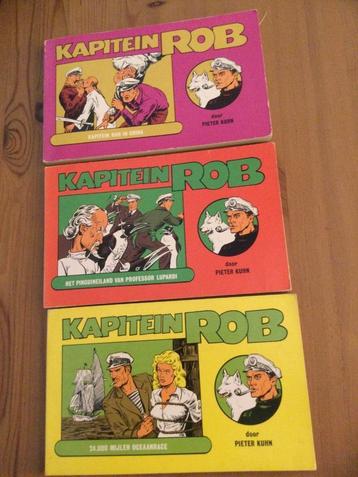 KAPITEIN ROB
KAPITEIN ROB IN CHINA
door
PIETER KUHN
KAPITEIN ROB
HET PINGUINEILAND VAN PROFESSOR LUPARDI
door
PIETER KUHN
KAPITEIN ROB
24.000 MIJLEN OCEAANRACE
door
PIETER KUHN